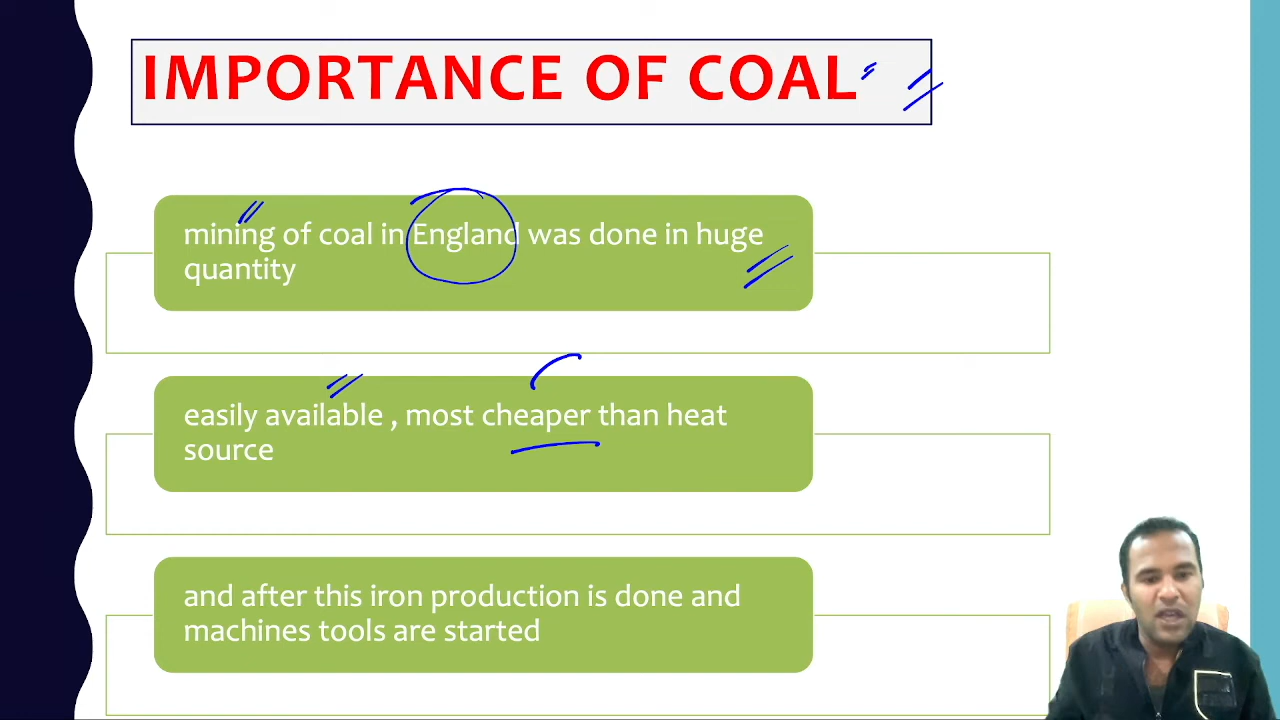 IMPORTANCE OF COAL
mining of coal in England was done in huge
quantity
easily available , most cheaper than heat
source
and after this iron production is done and
machines tools are started